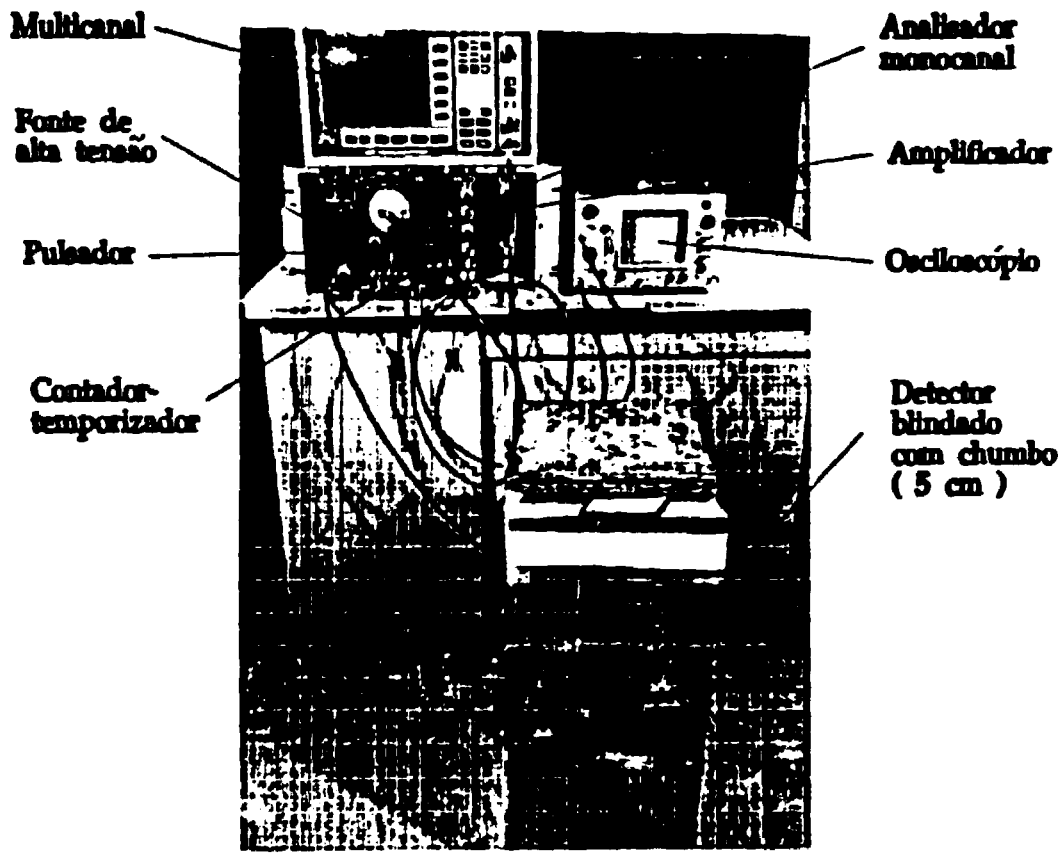 Multicanal
Fonte de
alta tensão
Pulsador
Contador-
temporizador
Analisador
monocanal
Amplificador
Osciloscópio
Detector
blindado
com chumbo
( 5 cm )